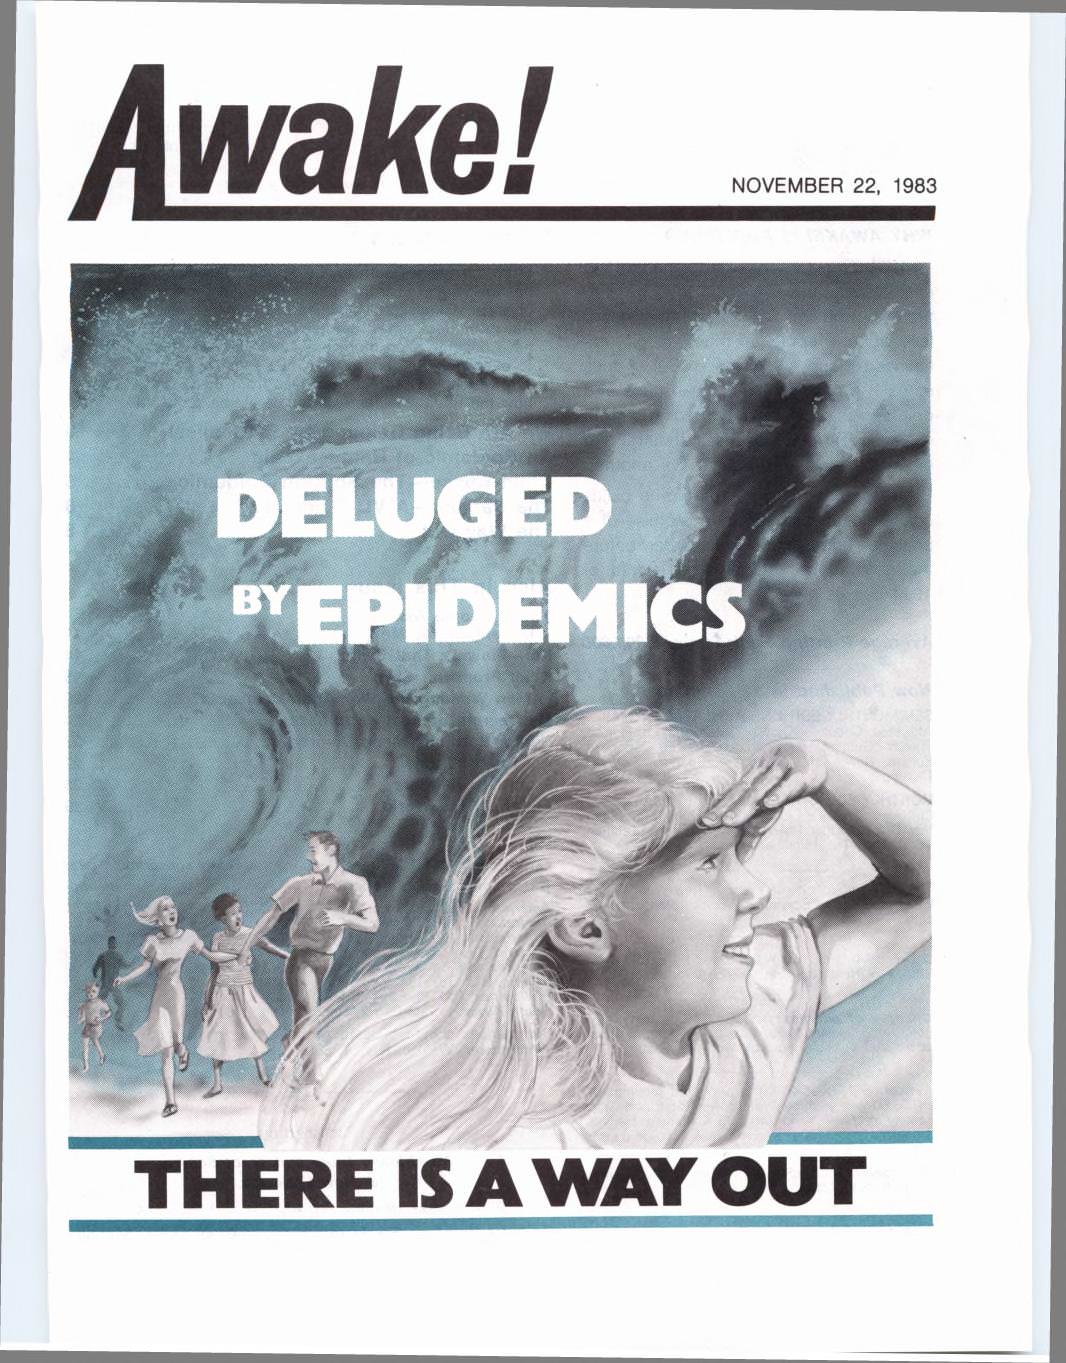 Awake!
NOVEMBER 22, 1983
DELUGED
BY EPIDEMICS
THERE IS A WAY OUT